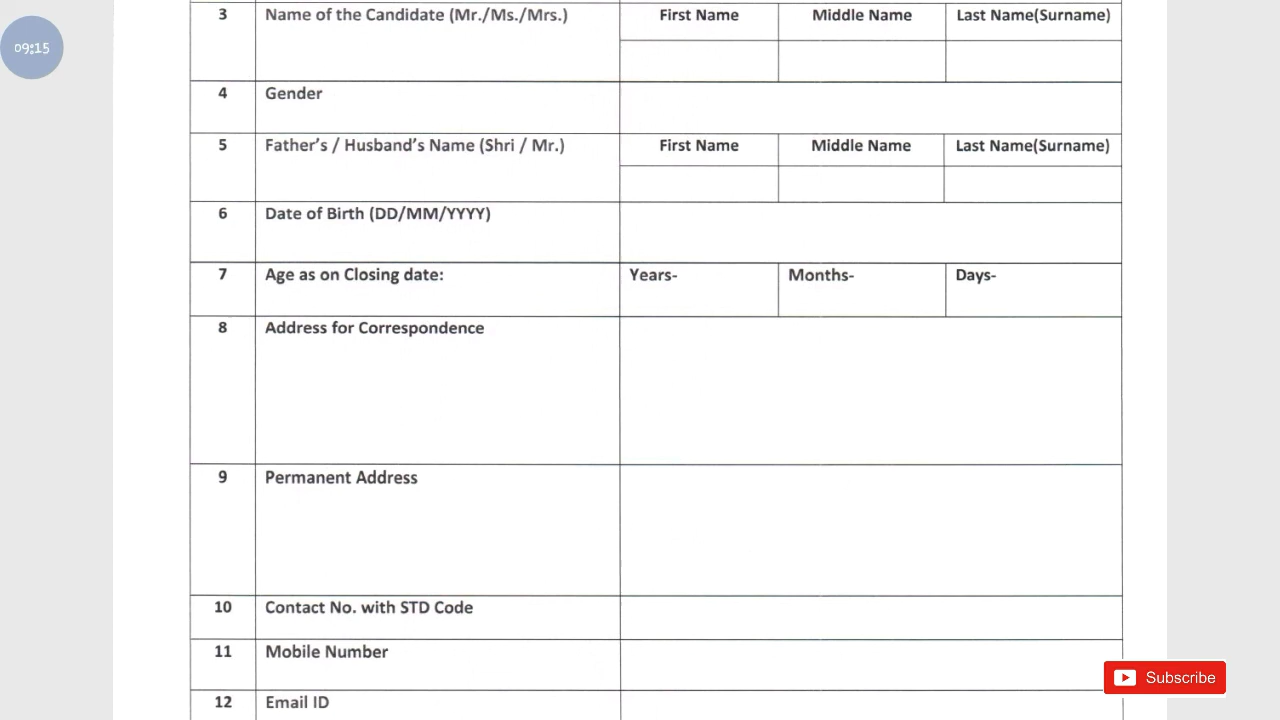 09:15
3 Name of the Candidate (Mr./Ms./Mrs.) First Name Middle Name Last Name(Surname)
4 Gender
5 Father's / Husband's Name (Shri / Mr.) First Name Middle Name Last Name(Surname)
6 Date of Birth (DD/MM/YYYY)
7 Age as on Closing date: Years- Months- Days-
8 Address for Correspondence
9 Permanent Address
10 Contact No. with STD Code
11 Mobile Number
Subscribe
12 Email ID